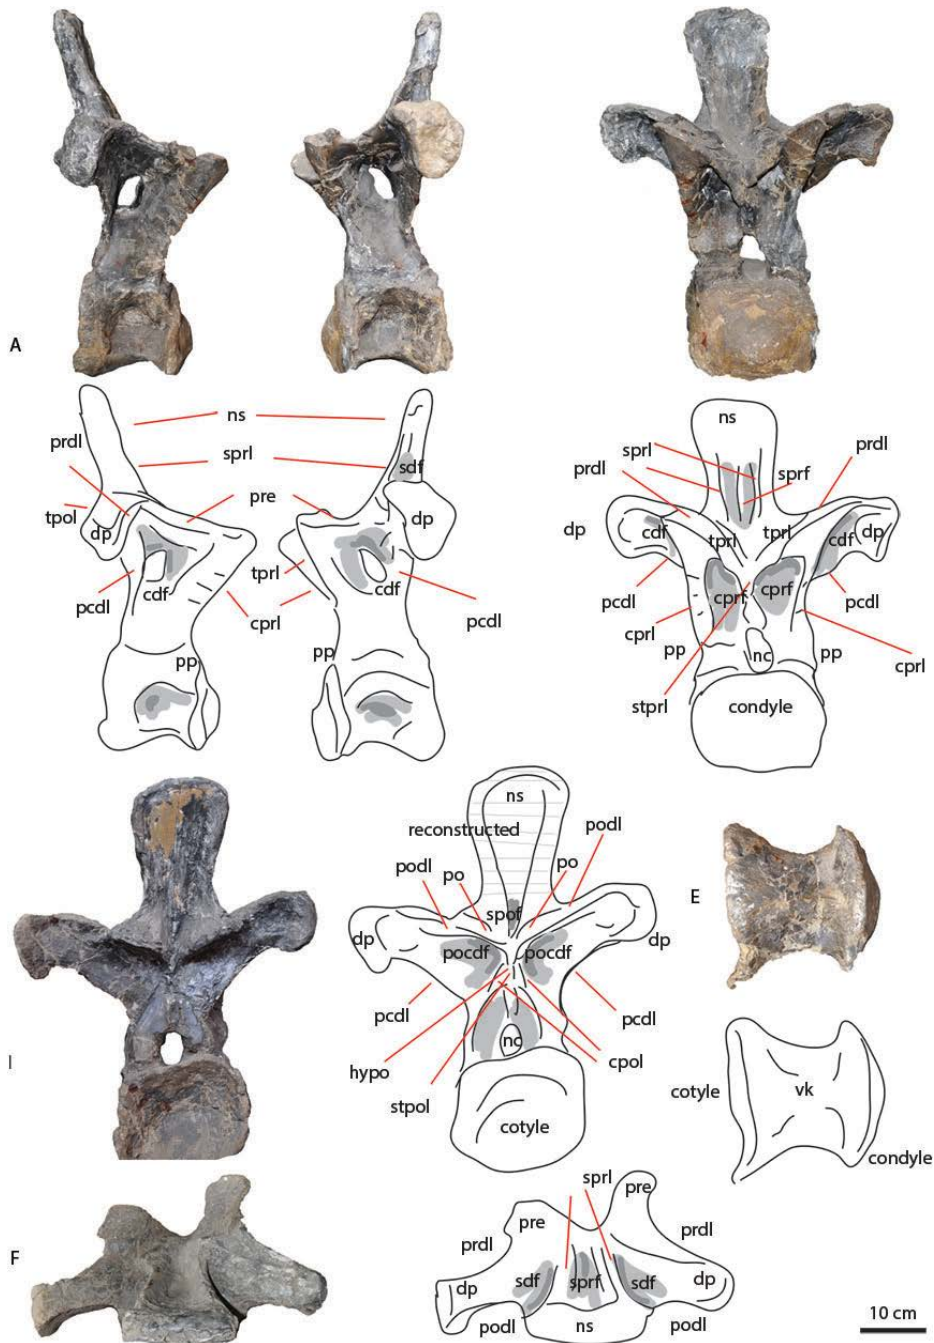 A
ns
prdl
sprl
sdf
tpol
dp
pre
dp
tprl
pcdl
cdf
cdf
cprl
pcdl
pp
pp
ns
sprl
prdl
sprf
prdl
dp
cdf
tprl
tprl
cdf
dp
pcdl
cprf
cprf
pcdl
cprl
pp
nc
pp
cprl
stprl
condyle
I
ns
reconstructed
podl
podl
po
po
spof
dp
dp
pocdf
pocdf
pcdl
pcdl
nc
hypo
cpol
stpol
cotyle
E
cotyle
vk
condyle
F
sprl
pre
pre
prdl
prdl
sdf
sprf
sdf
dp
dp
podl
ns
podl
10 cm